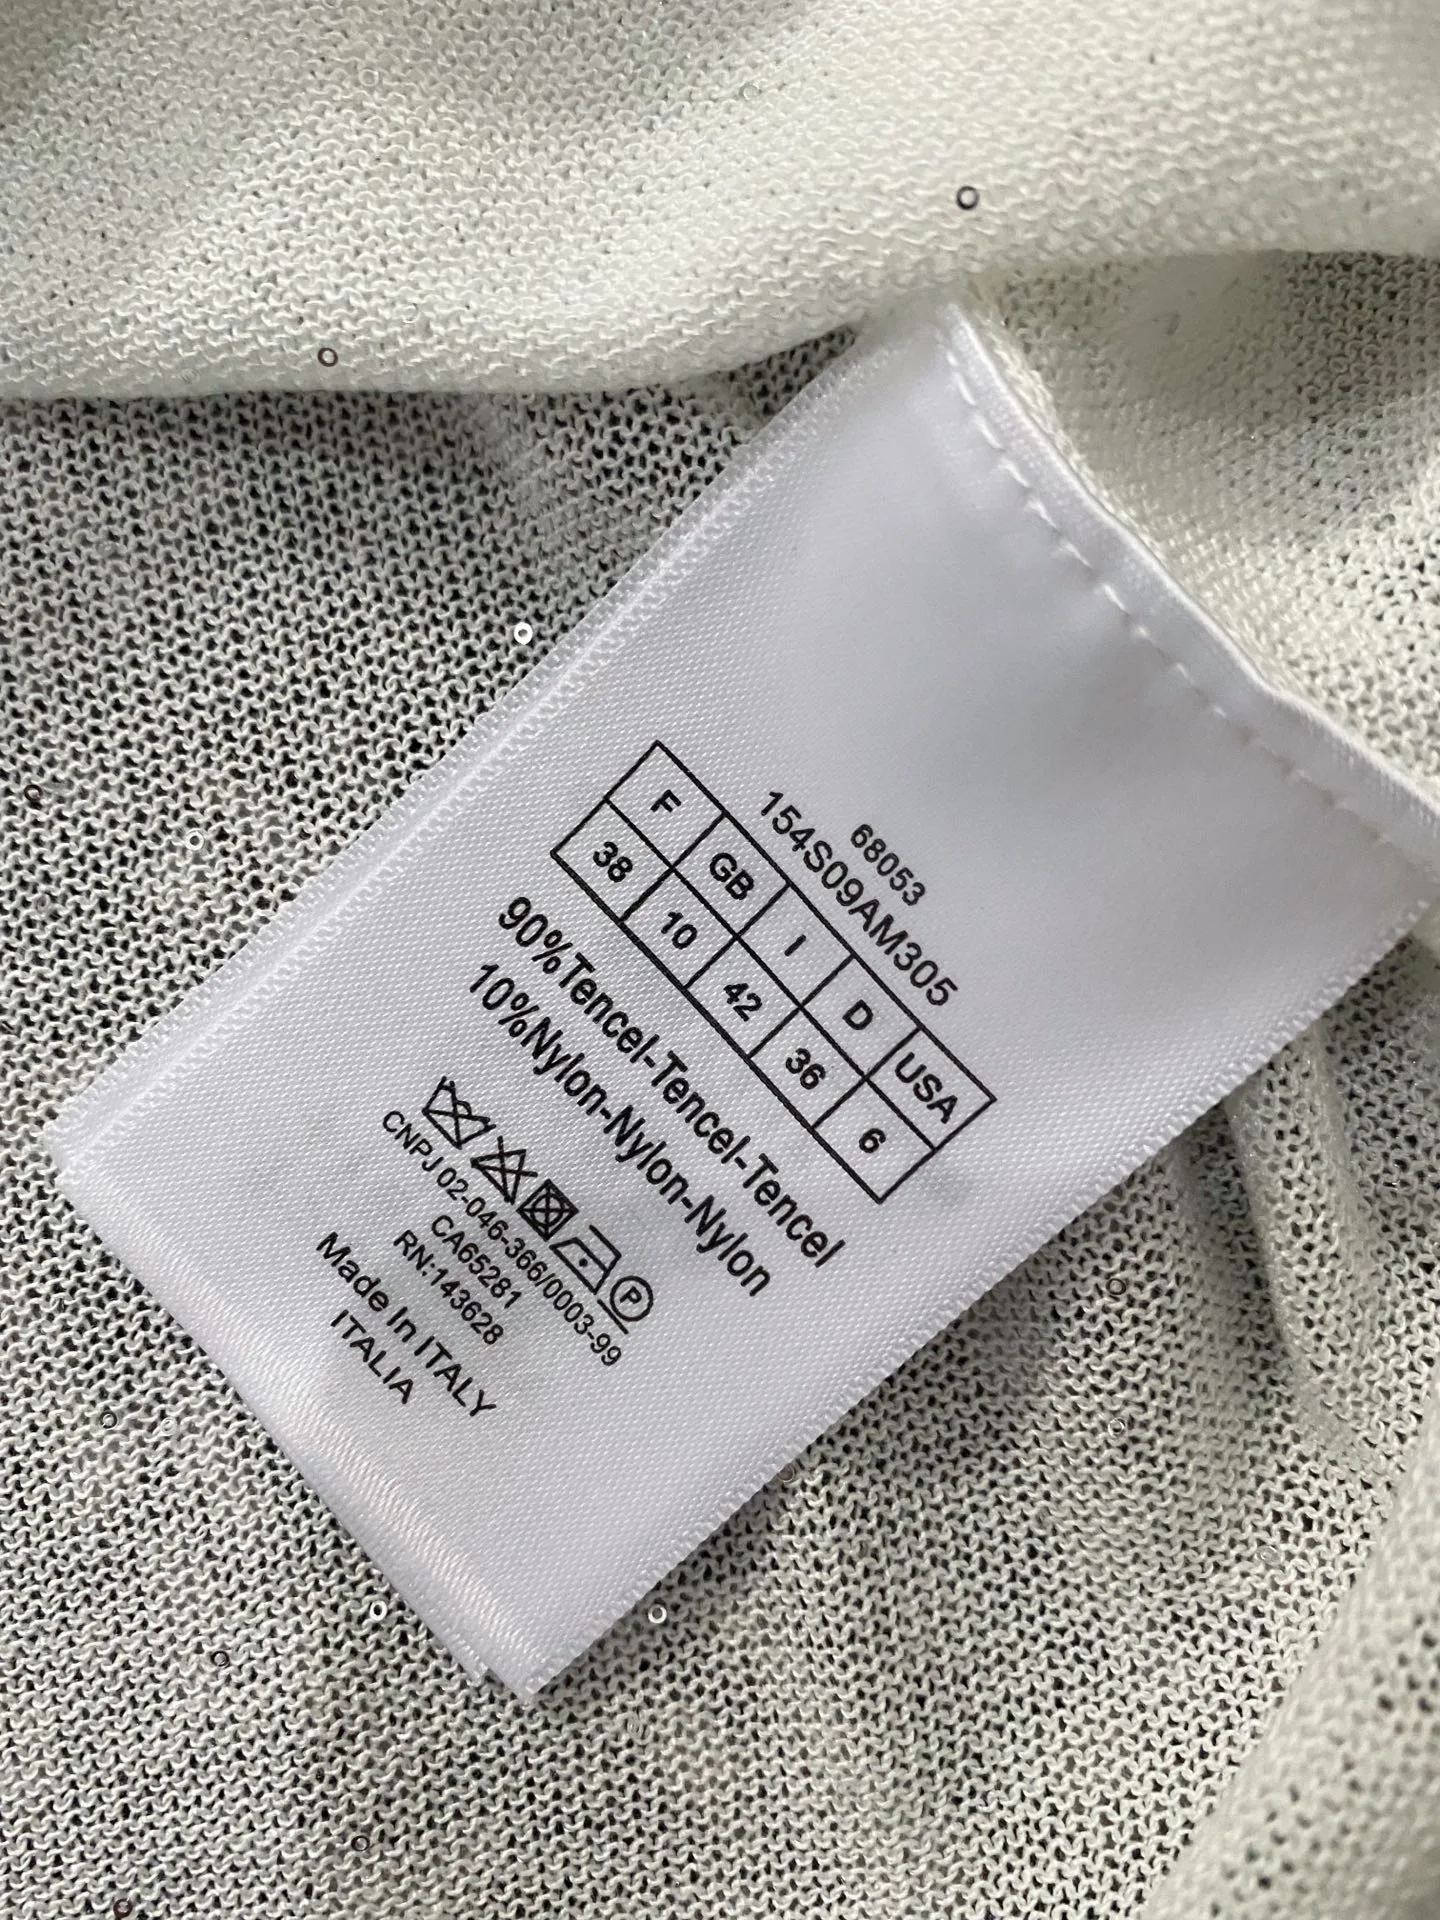 68053
154S09AM305
F GB I D USA
38 10 42 36 6
90%Tencel-Tencel-Tencel
10%Nylon-Nylon-Nylon
P
CNPJ 02-046-366/0003-99
CA65281
RN:143628
Made In ITALY
ITALIA